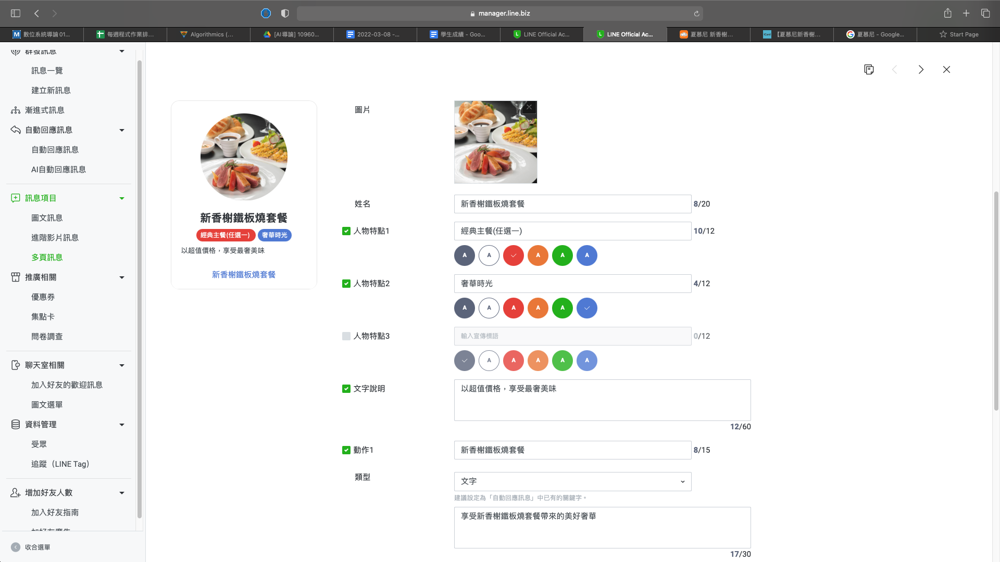 manager.line.biz
M 數位系統導論 01...
每週程式作業排...
Algorithmics (...
[AI導論] 10960...
2022-03-08 -...
學生成績 - Goo...
L LINE Official Ac...
L LINE Official Ac...
夏慕尼 新香榭...
iCard 【夏慕尼新香榭...
G 夏慕尼 - Google...
Start Page
群發訊息
訊息一覽
建立新訊息
漸進式訊息
自動回應訊息
自動回應訊息
AI自動回應訊息
訊息項目
圖文訊息
進階影片訊息
多頁訊息
推廣相關
優惠券
集點卡
問卷調查
聊天室相關
加入好友的歡迎訊息
圖文選單
資料管理
受眾
追蹤（LINE Tag）
增加好友人數
加入好友指南
加好友廣告
收合選單
新香榭鐵板燒套餐
經典主餐(任選一) 奢華時光
以超值價格，享受最奢美味
新香榭鐵板燒套餐
圖片
姓名 新香榭鐵板燒套餐 8/20
人物特點1 經典主餐(任選一) 10/12
A A A A A
人物特點2 奢華時光 4/12
A A A A A
人物特點3 輸入宣傳標語 0/12
A A A A A
文字說明 以超值價格，享受最奢美味
12/60
動作1 新香榭鐵板燒套餐 8/15
類型 文字
建議設定為「自動回應訊息」中已有的關鍵字。
享受新香榭鐵板燒套餐帶來的美好奢華
17/30